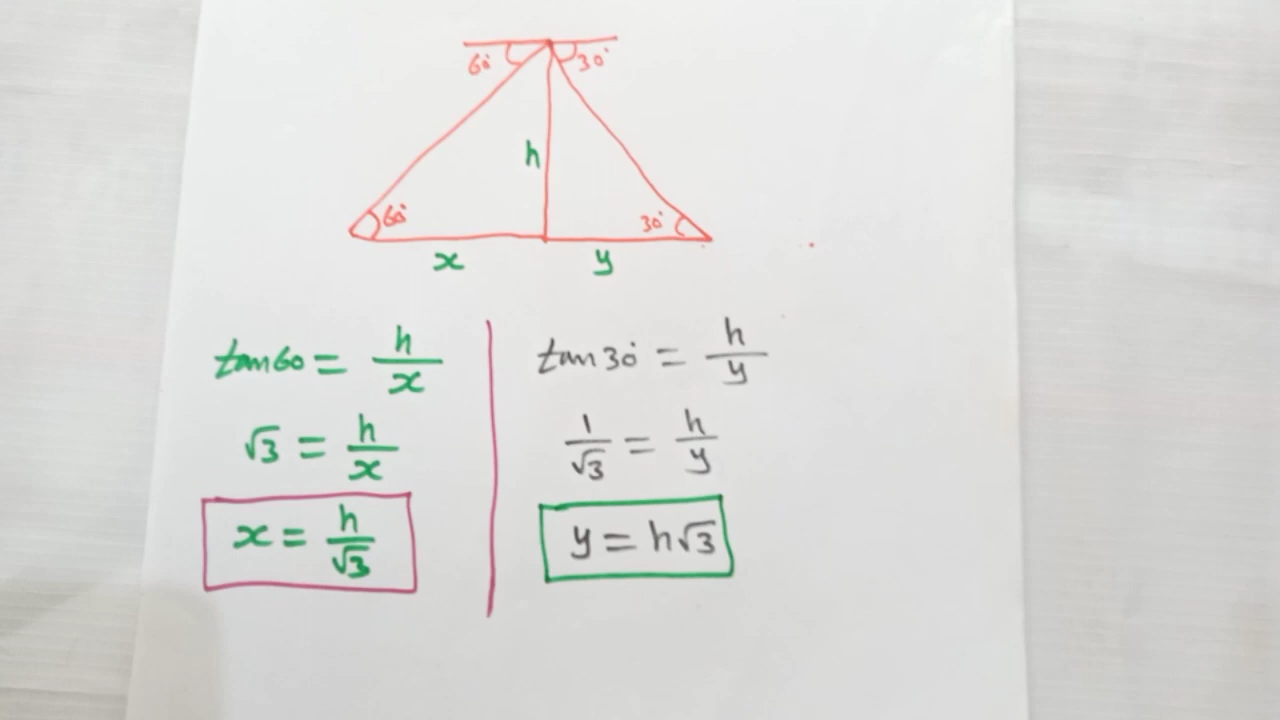 60° 30°
h
60° 30°
x y
tan60 = h/x
√3 = h/x
x = h/√3
tan30° = h/y
1/√3 = h/y
y = h√3